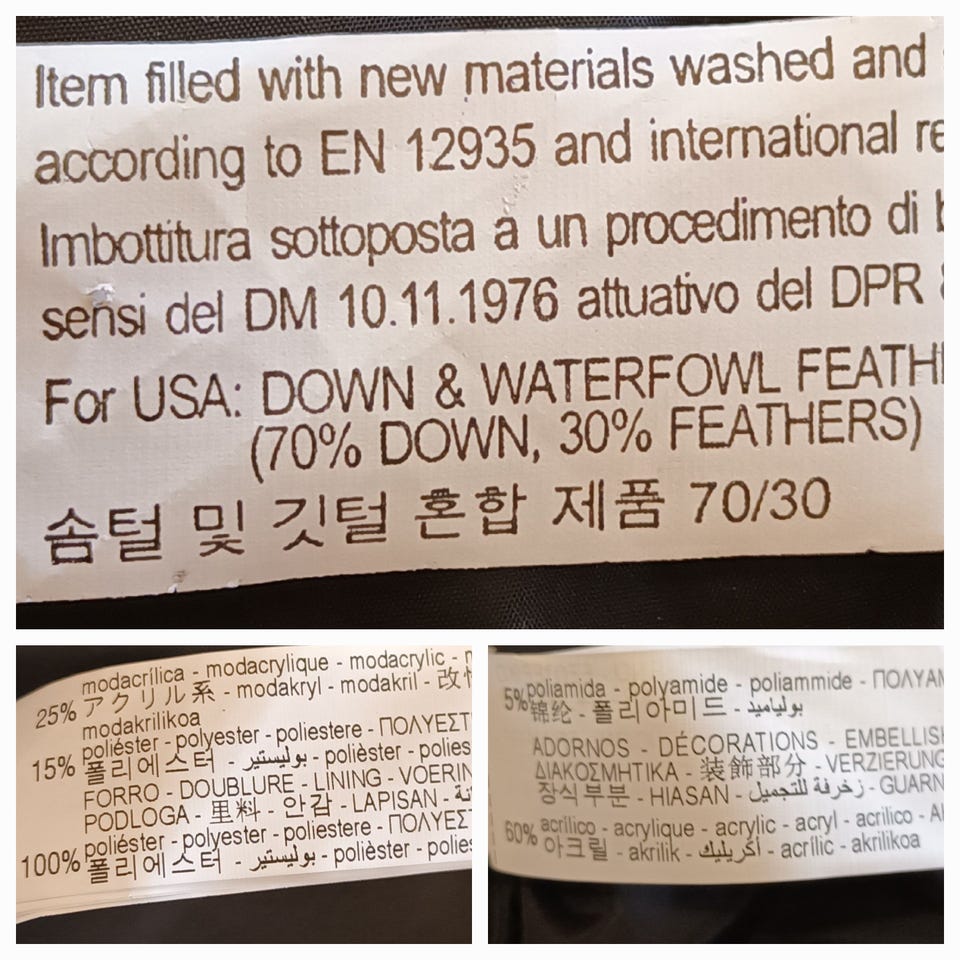 Item filled with new materials washed and
according to EN 12935 and international re
Imbottitura sottoposta a un procedimento di b
sensi del DM 10.11.1976 attuativo del DPR
For USA: DOWN & WATERFOWL FEATH
(70% DOWN, 30% FEATHERS)
솜털 및 깃털 혼합 제품 70/30
modacrílica - modacrylique - modacrylic -
25% アクリル系 - modakryl - modakril - 改性
modakrilikoa
poliéster - polyester - poliestere - ΠΟΛΥΕΣΤ
15% 폴리에스터 - بوليستير - polièster - polies
FORRO - DOUBLURE - LINING - VOERIN
PODLOGA - 里料 - 안감 - LAPISAN -
poliéster - polyester - poliestere - ΠΟΛΥΕΣΤ
100% 폴리에스터 - بوليستير - polièster - polies
5% poliamida - polyamide - poliammide - ΠΟΛΥΑΜ
锦纶 - 폴리아미드 - بولياميد
ADORNOS - DÉCORATIONS - EMBELLISH
ΔΙΑΚΟΣΜΗΤΙΚΑ - 装飾部分 - VERZIERUNG
장식부분 - HIASAN - زخرفة للتجميل - GUARN
60% acrílico - acrylique - acrylic - acryl - acrilico - AK
아크릴 - akrilik - أكريليك - acrílic - akrilikoa